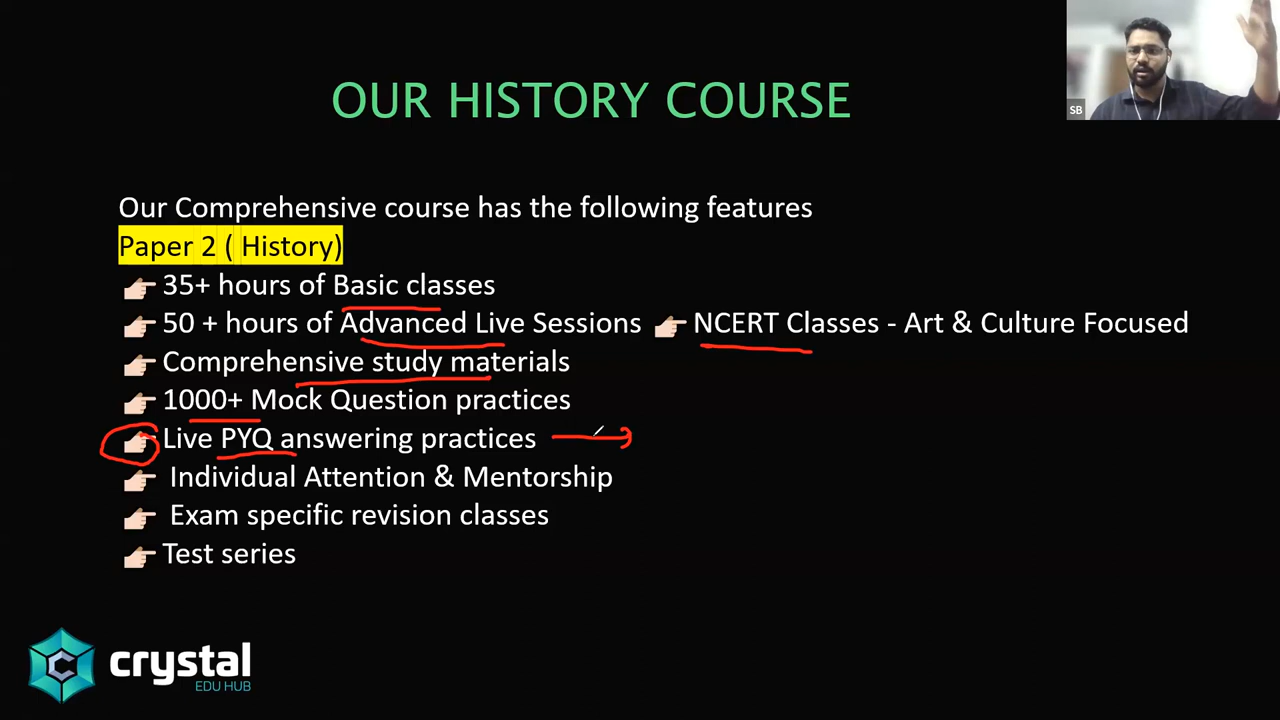 SB
OUR HISTORY COURSE
Our Comprehensive course has the following features
Paper 2 ( History)
35+ hours of Basic classes
50 + hours of Advanced Live Sessions NCERT Classes - Art & Culture Focused
Comprehensive study materials
1000+ Mock Question practices
Live PYQ answering practices
Individual Attention & Mentorship
Exam specific revision classes
Test series
crystal
EDU HUB